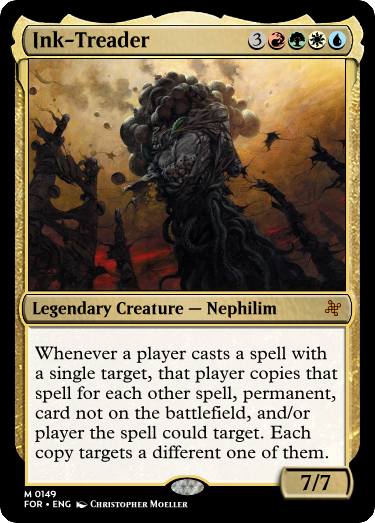 Ink-Treader 3
Legendary Creature — Nephilim
Whenever a player casts a spell with
a single target, that player copies that
spell for each other spell, permanent,
card not on the battlefield, and/or
player the spell could target. Each
copy targets a different one of them.
7/7
M 0149
FOR • ENG Christopher Moeller